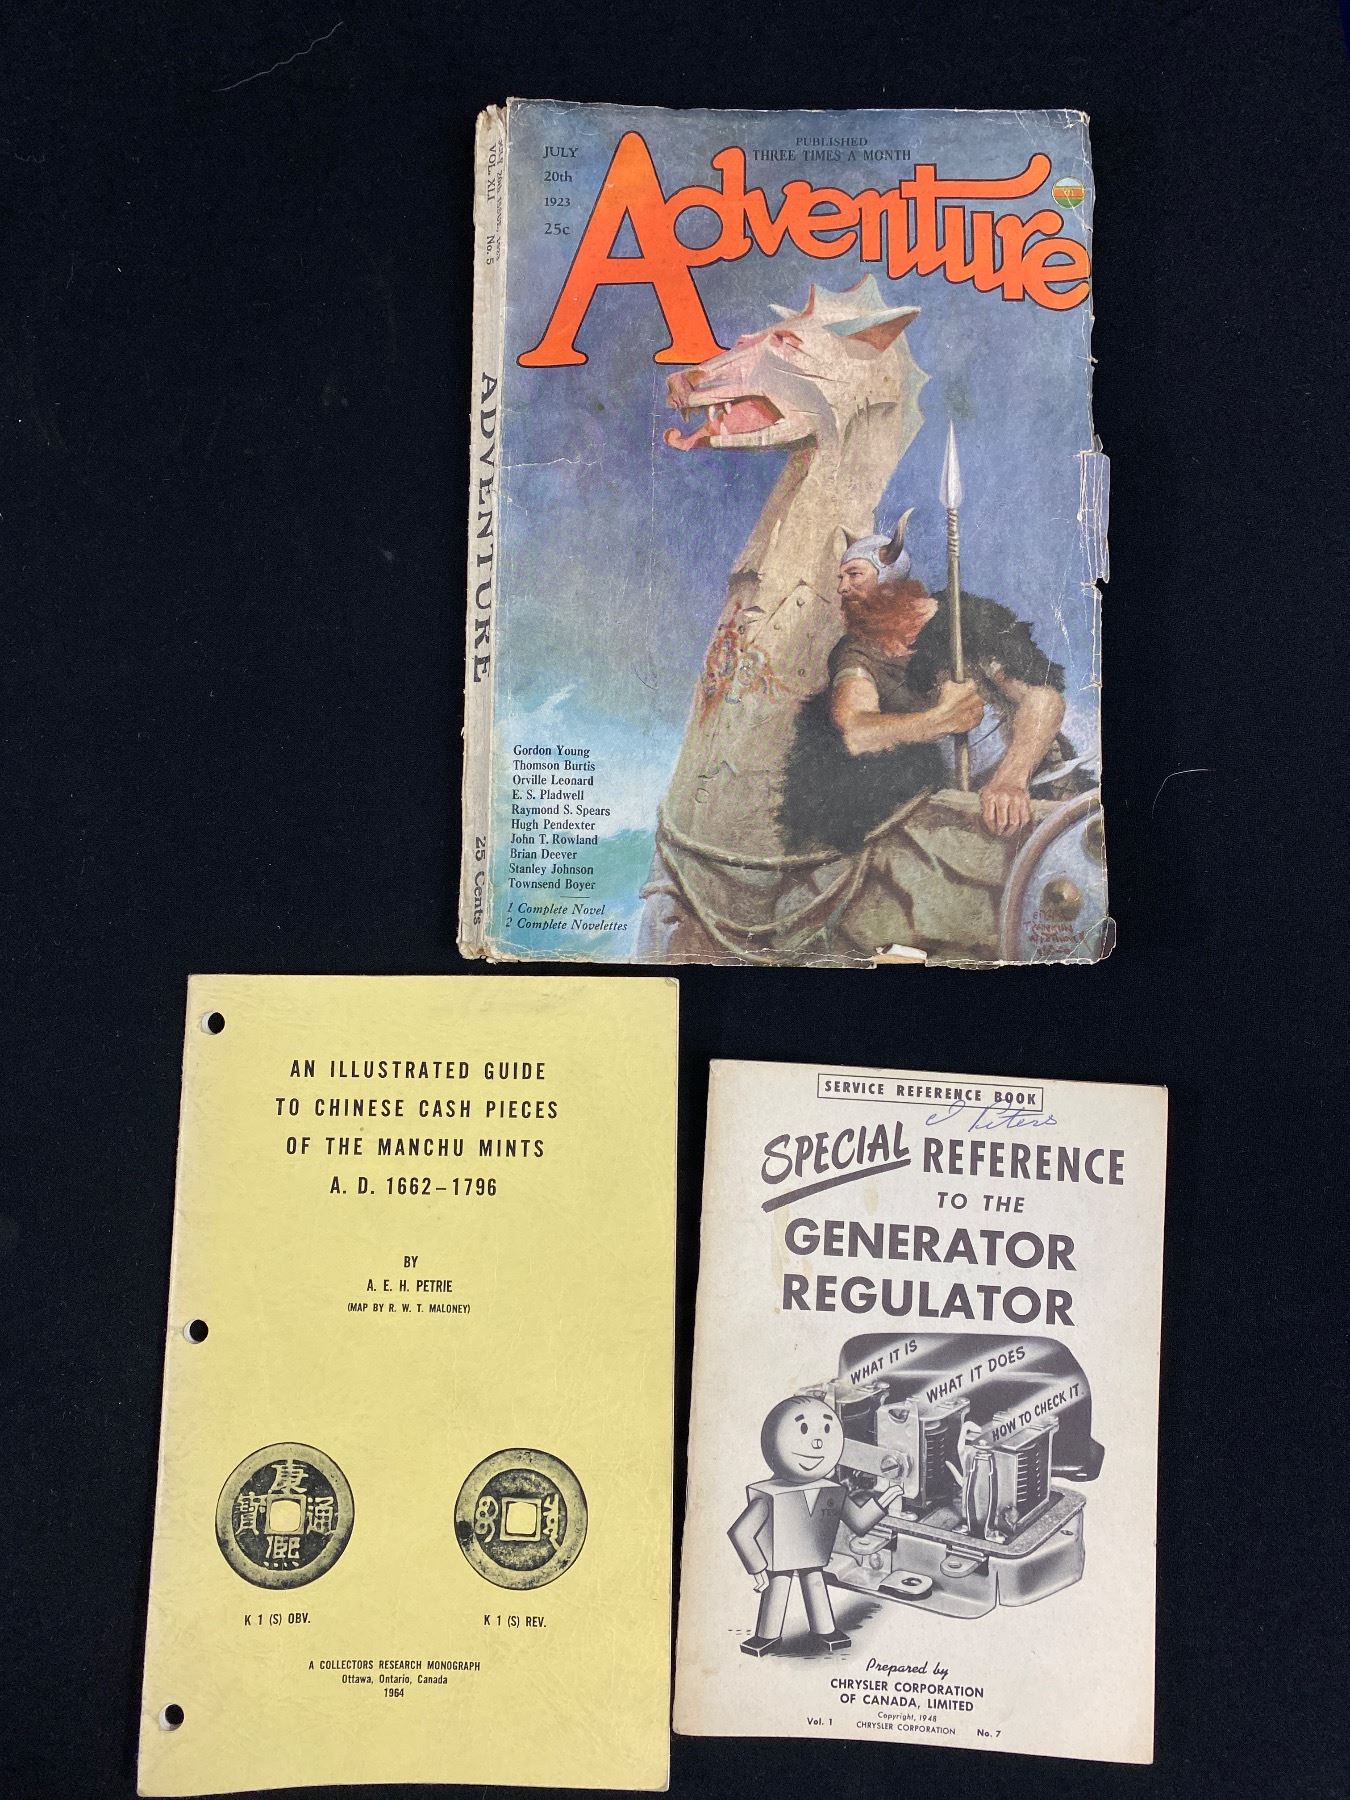 JULY
20th
1923
25c
PUBLISHED
THREE TIMES A MONTH
Adventure
VOL. XLI No. 5
ADVENTURE
25 Cents
Gordon Young
Thomson Burtis
Orville Leonard
E. S. Pladwell
Raymond S. Spears
Hugh Pendexter
John T. Rowland
Brian Deever
Stanley Johnson
Townsend Boyer
1 Complete Novel
2 Complete Novelettes
AN ILLUSTRATED GUIDE
TO CHINESE CASH PIECES
OF THE MANCHU MINTS
A. D. 1662–1796
BY
A. E. H. PETRIE
(MAP BY R. W. T. MALONEY)
康
寶 通
熙
K 1 (S) OBV.
K 1 (S) REV.
A COLLECTORS RESEARCH MONOGRAPH
Ottawa, Ontario, Canada
1964
SERVICE REFERENCE BOOK
Peters
SPECIAL REFERENCE
TO THE
GENERATOR
REGULATOR
WHAT IT IS
WHAT IT DOES
HOW TO CHECK IT
Prepared by
CHRYSLER CORPORATION
OF CANADA, LIMITED
Copyright, 1948
Vol. 1 CHRYSLER CORPORATION No. 7